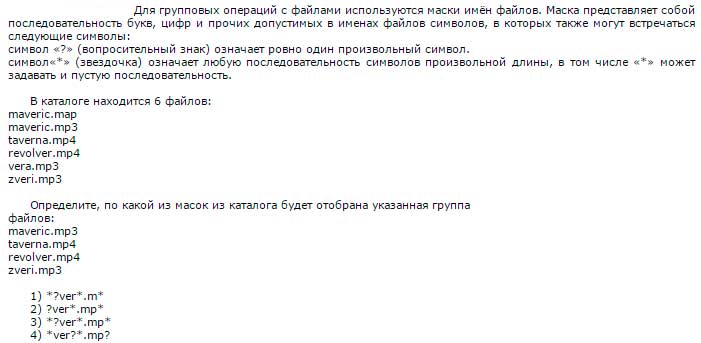 Для групповых операций с файлами используются маски имён файлов. Маска представляет собой
последовательность букв, цифр и прочих допустимых в именах файлов символов, в которых также могут встречаться
следующие символы:
символ «?» (вопросительный знак) означает ровно один произвольный символ.
символ«*» (звездочка) означает любую последовательность символов произвольной длины, в том числе «*» может
задавать и пустую последовательность.
В каталоге находится 6 файлов:
maveric.map
maveric.mp3
taverna.mp4
revolver.mp4
vera.mp3
zveri.mp3
Определите, по какой из масок из каталога будет отобрана указанная группа
файлов:
maveric.mp3
taverna.mp4
revolver.mp4
zveri.mp3
1) *?ver*.m*
2) ?ver*.mp*
3) *?ver*.mp*
4) *ver?*.mp?